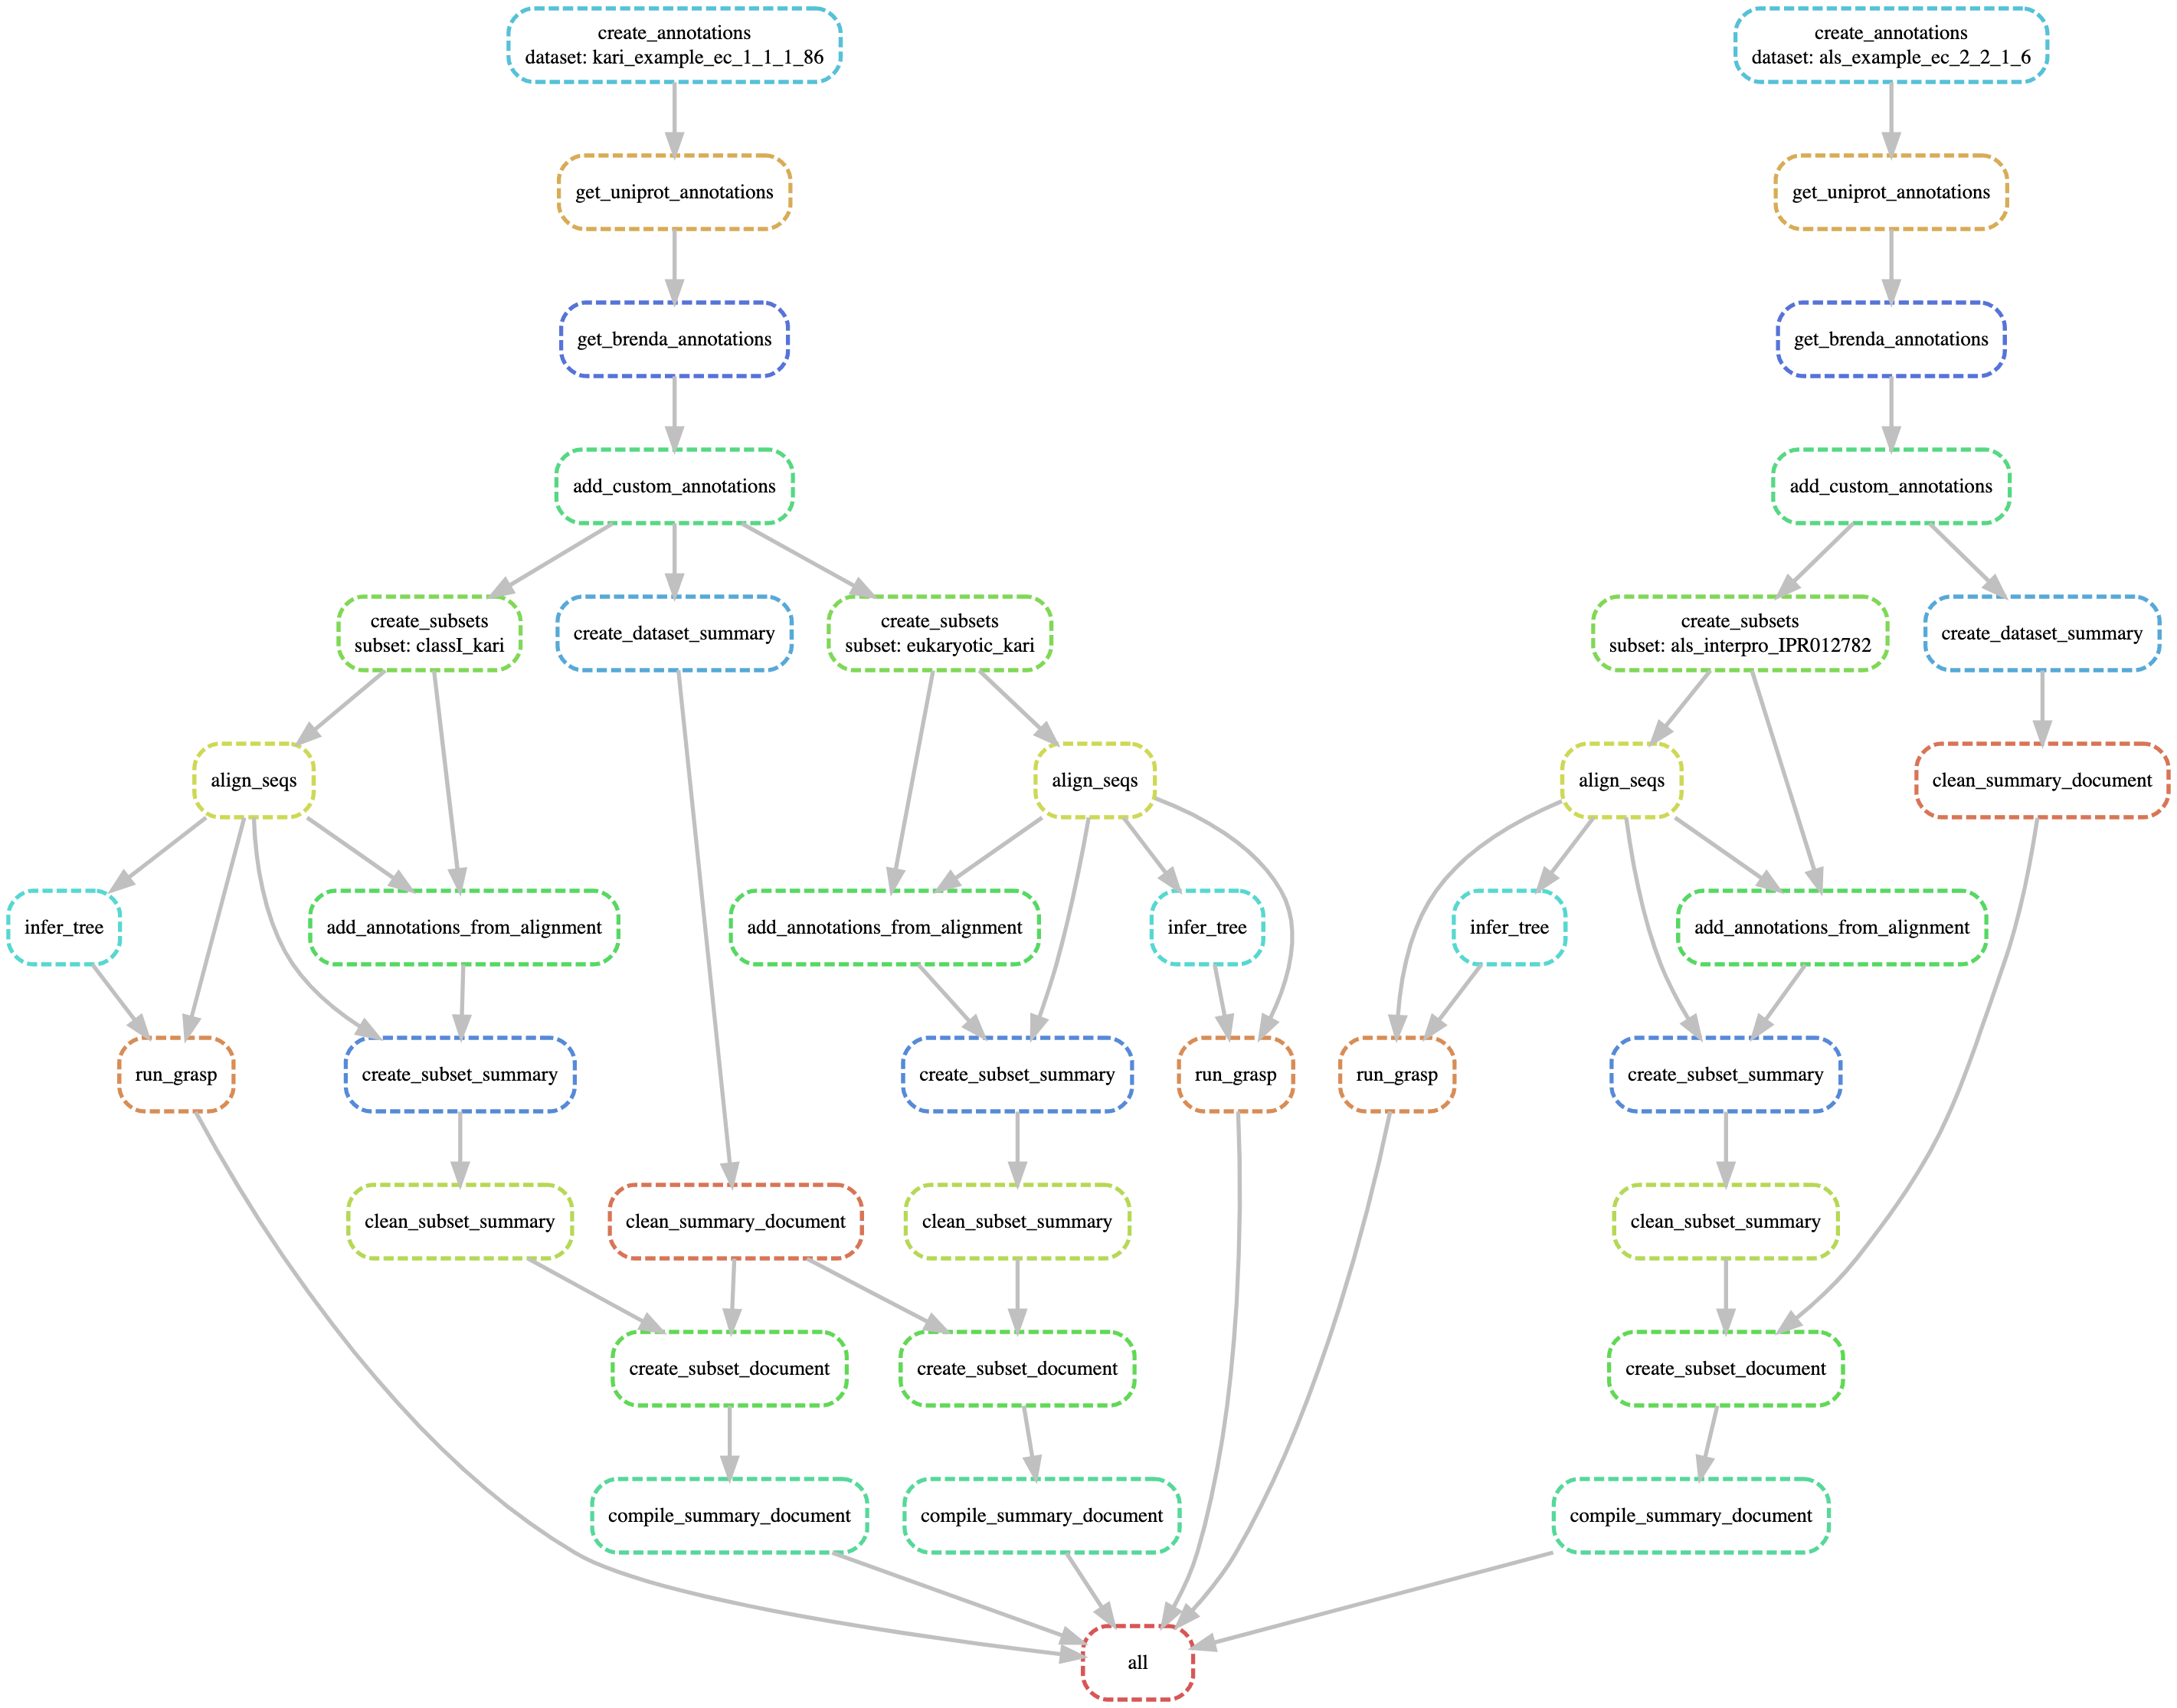 create_annotations
dataset: kari_example_ec_1_1_1_86
create_annotations
dataset: als_example_ec_2_2_1_6
get_uniprot_annotations
get_uniprot_annotations
get_brenda_annotations
get_brenda_annotations
add_custom_annotations
add_custom_annotations
create_subsets
subset: classI_kari
create_dataset_summary
create_subsets
subset: eukaryotic_kari
create_subsets
subset: als_interpro_IPR012782
create_dataset_summary
align_seqs
align_seqs
align_seqs
clean_summary_document
infer_tree
add_annotations_from_alignment
add_annotations_from_alignment
infer_tree
infer_tree
add_annotations_from_alignment
run_grasp
create_subset_summary
create_subset_summary
run_grasp
run_grasp
create_subset_summary
clean_subset_summary
clean_summary_document
clean_subset_summary
clean_subset_summary
create_subset_document
create_subset_document
create_subset_document
compile_summary_document
compile_summary_document
compile_summary_document
all